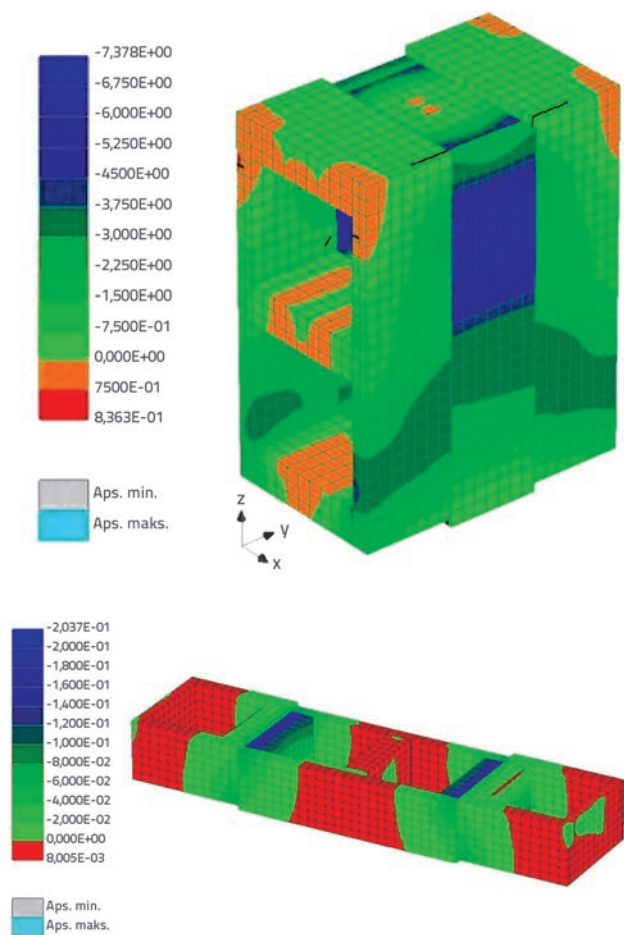 -7,378E+00
-6,750E+00
-6,000E+00
-5,250E+00
-4500E+00
-3,750E+00
-3,000E+00
-2,250E+00
-1,500E+00
-7,500E-01
0,000E+00
7500E-01
8,363E-01
Aps. min.
Aps. maks.
z
y
x
-2,037E-01
-2,000E-01
-1,800E-01
-1,600E-01
-1,400E-01
-1,200E-01
-1,000E-01
-8,000E-02
-6,000E-02
-4,000E-02
-2,000E-02
0,000E+00
8,005E-03
Aps. min.
Aps. maks.